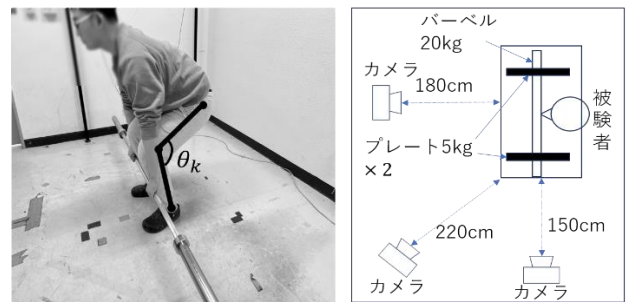 θk
バーベル
20kg
カメラ
180cm
被験者
プレート5kg
×2
220cm
150cm
カメラ
カメラ